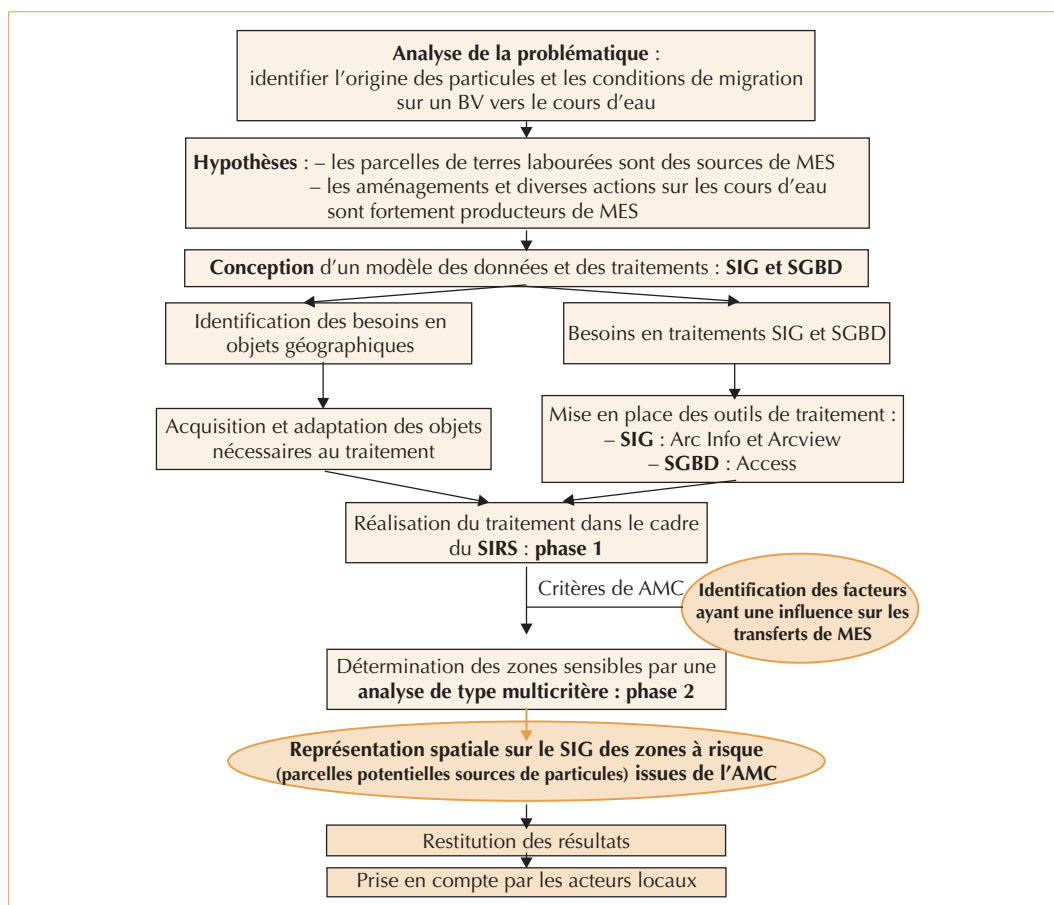 Analyse de la problématique :
identifier l'origine des particules et les conditions de migration
sur un BV vers le cours d'eau
Hypothèses : – les parcelles de terres labourées sont des sources de MES
– les aménagements et diverses actions sur les cours d'eau
sont fortement producteurs de MES
Conception d'un modèle des données et des traitements : SIG et SGBD
Identification des besoins en
objets géographiques
Besoins en traitements SIG et SGBD
Acquisition et adaptation des objets
nécessaires au traitement
Mise en place des outils de traitement :
– SIG : Arc Info et Arcview
– SGBD : Access
Réalisation du traitement dans le cadre
du SIRS : phase 1
Critères de AMC
Identification des facteurs
ayant une influence sur les
transferts de MES
Détermination des zones sensibles par une
analyse de type multicritère : phase 2
Représentation spatiale sur le SIG des zones à risque
(parcelles potentielles sources de particules) issues de l'AMC
Restitution des résultats
Prise en compte par les acteurs locaux